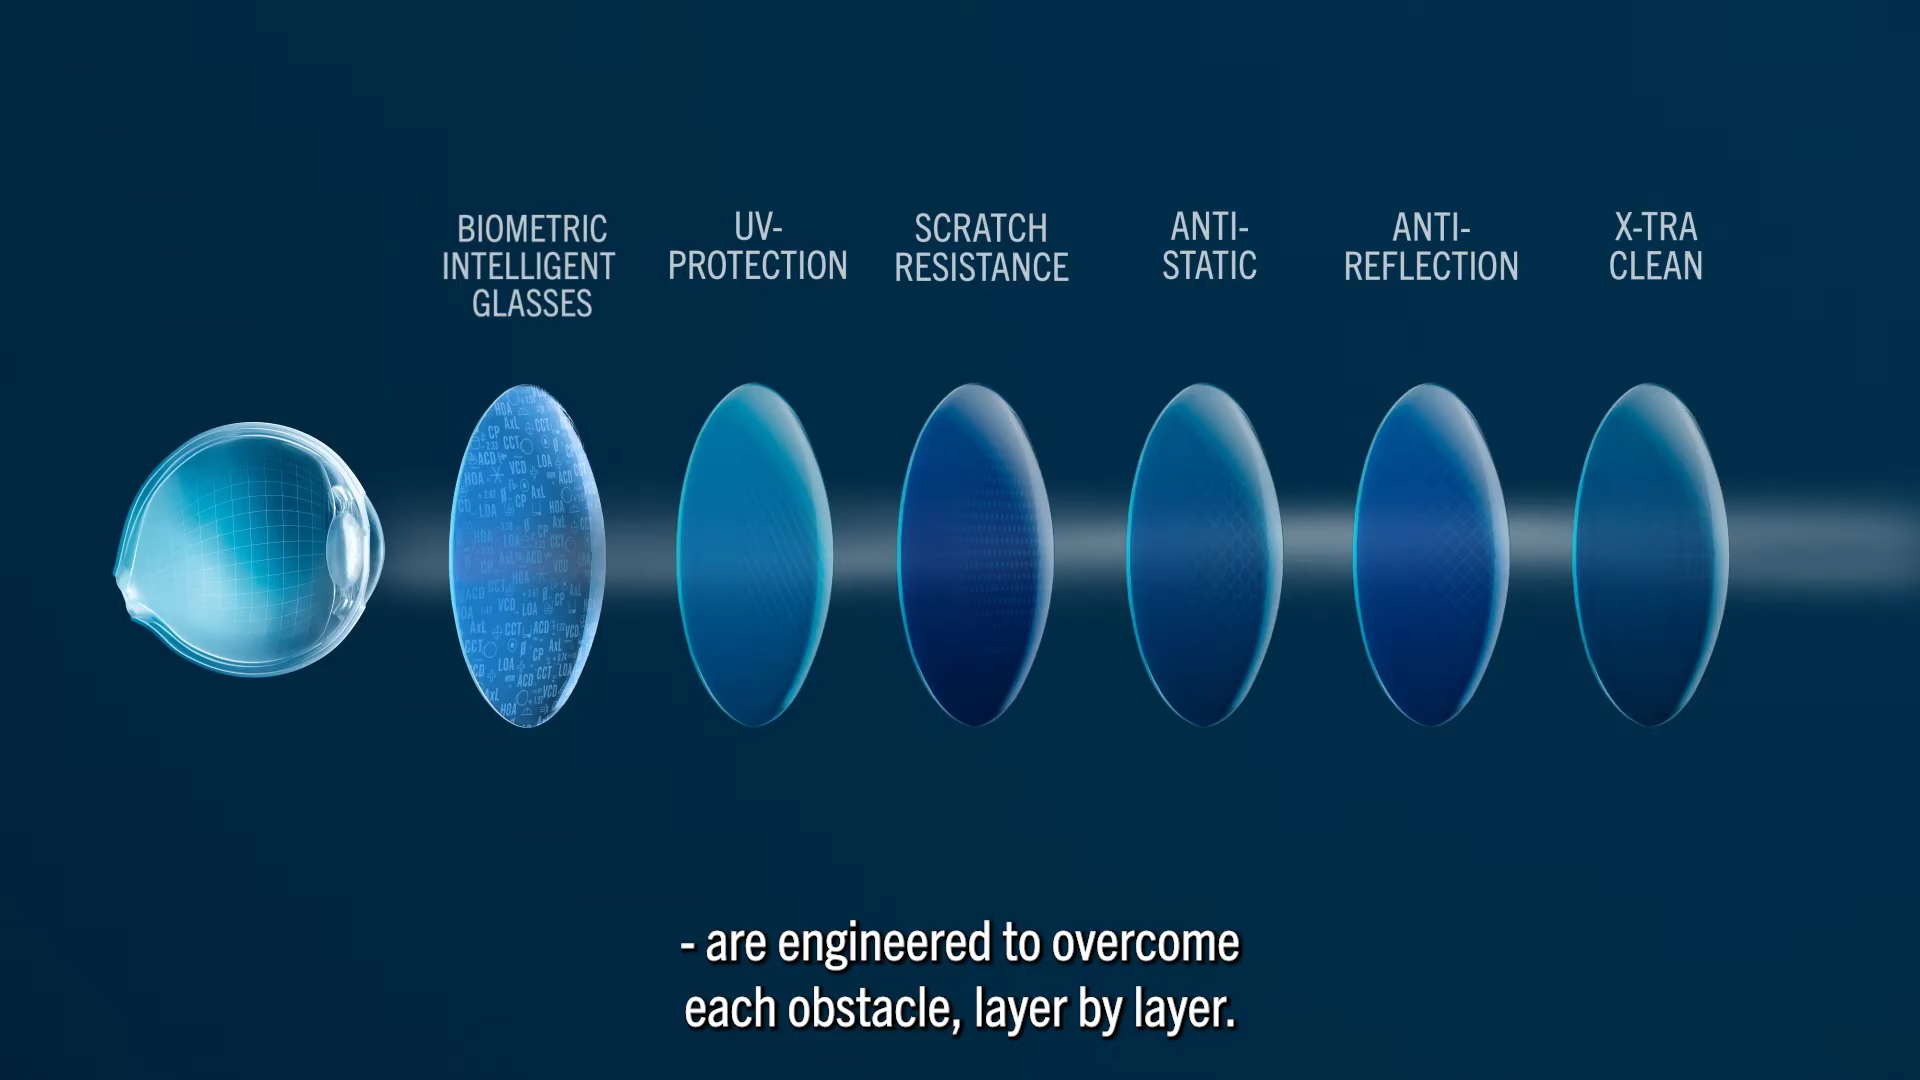 BIOMETRIC
INTELLIGENT
GLASSES
UV-
PROTECTION
SCRATCH
RESISTANCE
ANTI-
STATIC
ANTI-
REFLECTION
X-TRA
CLEAN
- are engineered to overcome
each obstacle, layer by layer.